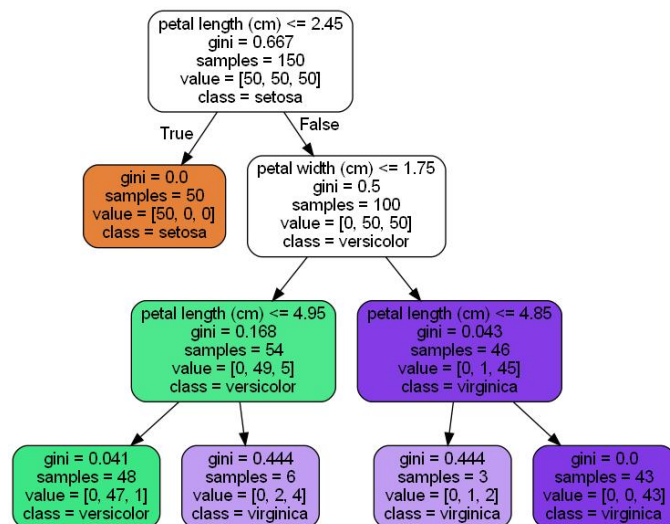 petal length (cm) <= 2.45
gini = 0.667
samples = 150
value = [50, 50, 50]
class = setosa
True
False
gini = 0.0
samples = 50
value = [50, 0, 0]
class = setosa
petal width (cm) <= 1.75
gini = 0.5
samples = 100
value = [0, 50, 50]
class = versicolor
petal length (cm) <= 4.95
gini = 0.168
samples = 54
value = [0, 49, 5]
class = versicolor
petal length (cm) <= 4.85
gini = 0.043
samples = 46
value = [0, 1, 45]
class = virginica
gini = 0.041
samples = 48
value = [0, 47, 1]
class = versicolor
gini = 0.444
samples = 6
value = [0, 2, 4]
class = virginica
gini = 0.444
samples = 3
value = [0, 1, 2]
class = virginica
gini = 0.0
samples = 43
value = [0, 0, 43]
class = virginica